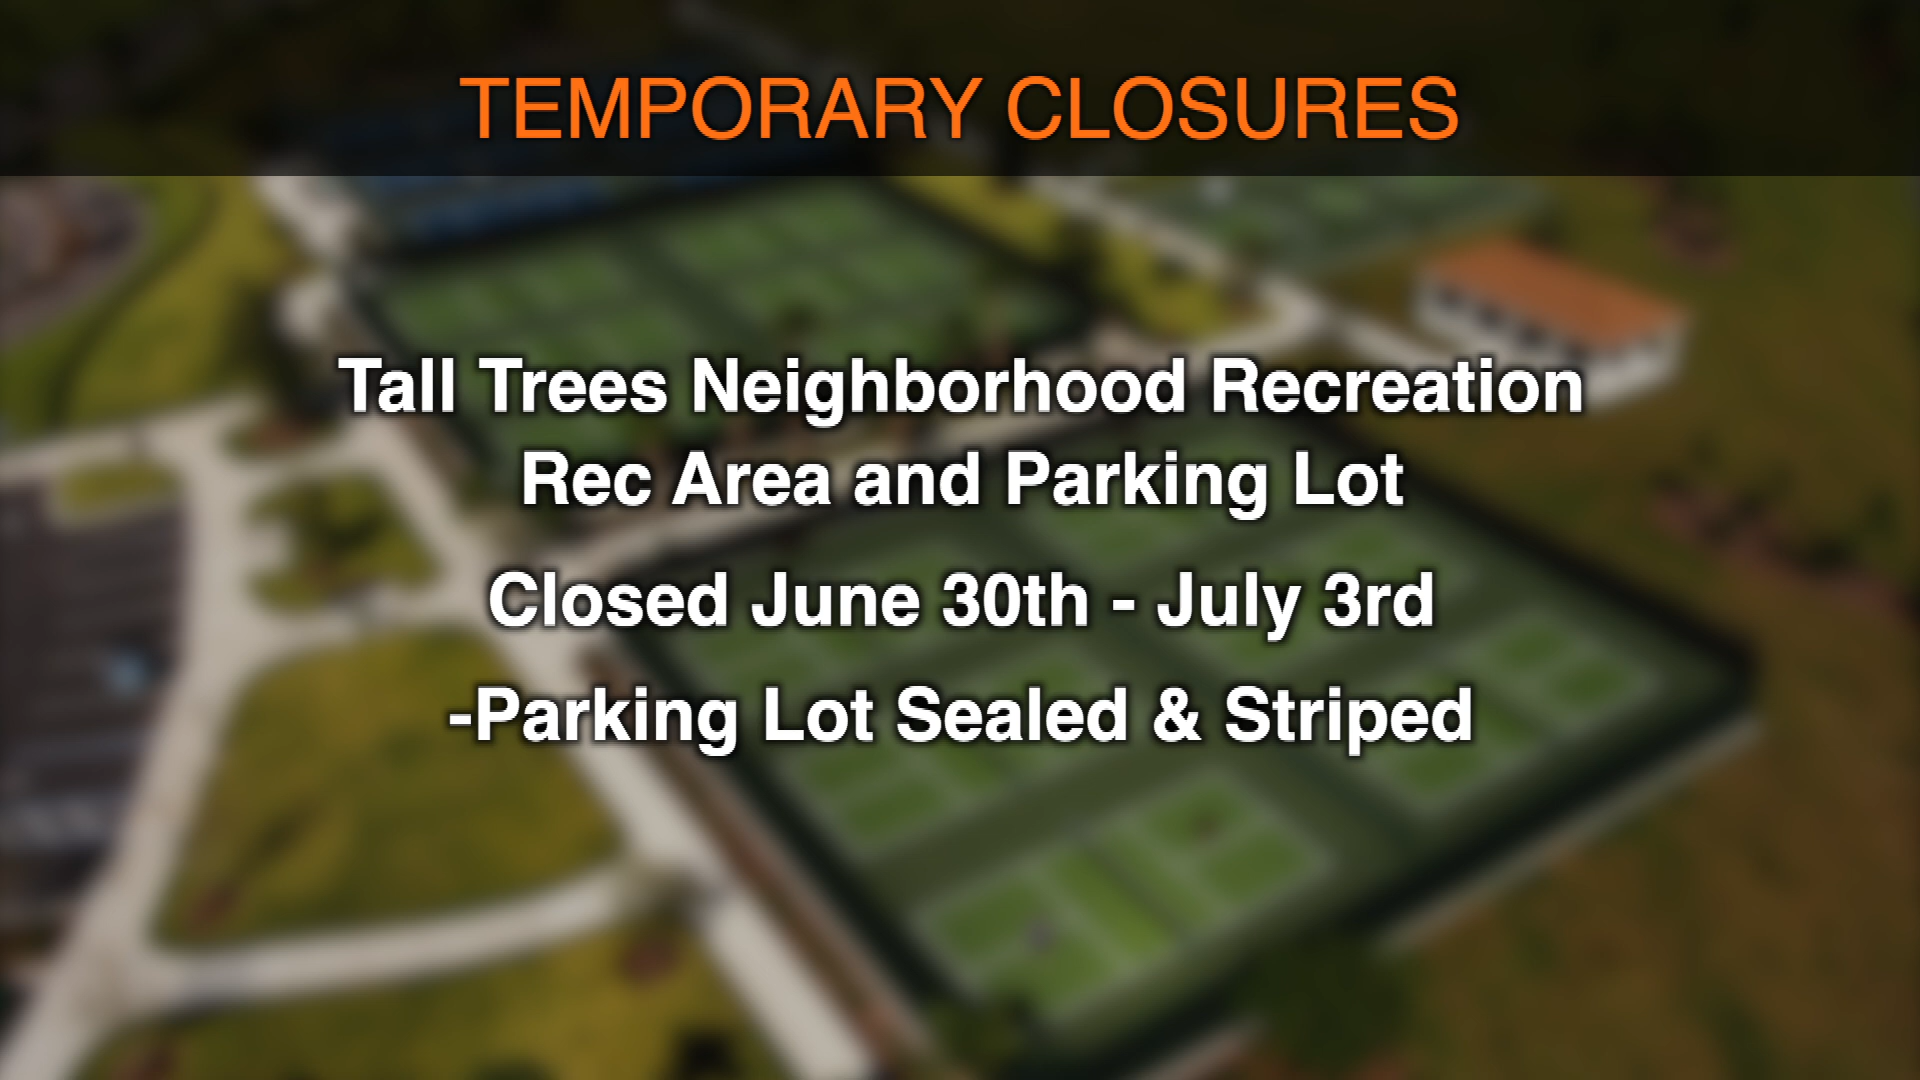 TEMPORARY CLOSURES
Tall Trees Neighborhood Recreation
Rec Area and Parking Lot
Closed June 30th - July 3rd
-Parking Lot Sealed & Striped